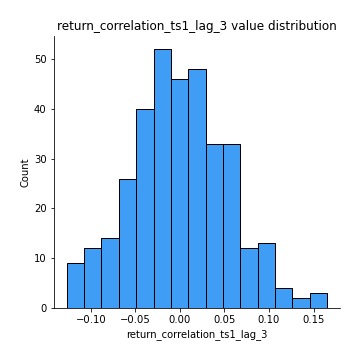 return_correlation_ts1_lag_3 value distribution
50
40
30
20
10
0
Count
−0.10 −0.05 0.00 0.05 0.10 0.15
return_correlation_ts1_lag_3